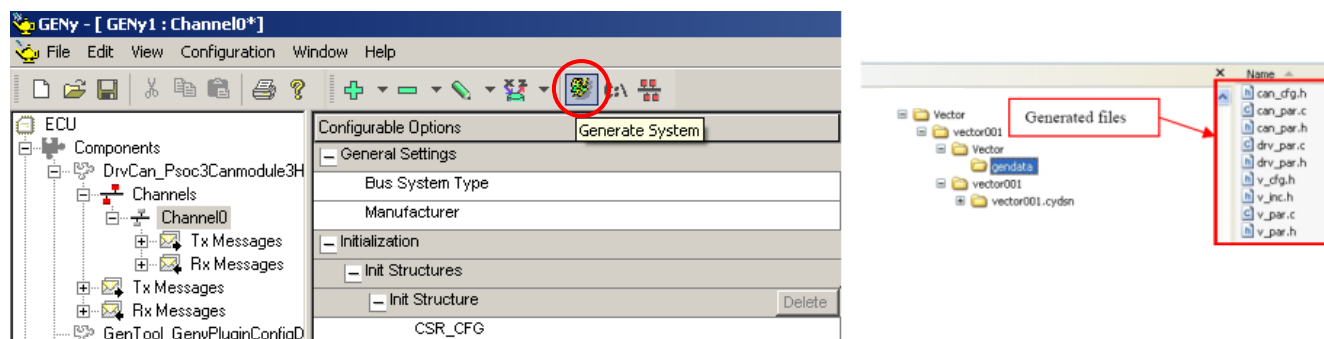 GENy - [ GENy1 : Channel0*]
File Edit View Configuration Window Help
C:\
Generate System
ECU
Components
DrvCan_Psoc3Canmodule3H
Channels
Channel0
Tx Messages
Rx Messages
Tx Messages
Rx Messages
GenTool_GenyPluginConfigD
Configurable Options
General Settings
Bus System Type
Manufacturer
Initialization
Init Structures
Init Structure
Delete
CSR_CFG
Vector
vector001
Vector
gendata
vector001
vector001.cydsn
Generated files
X Name
can_cfg.h
can_par.c
can_par.h
drv_par.c
drv_par.h
v_cfg.h
v_inc.h
v_par.c
v_par.h